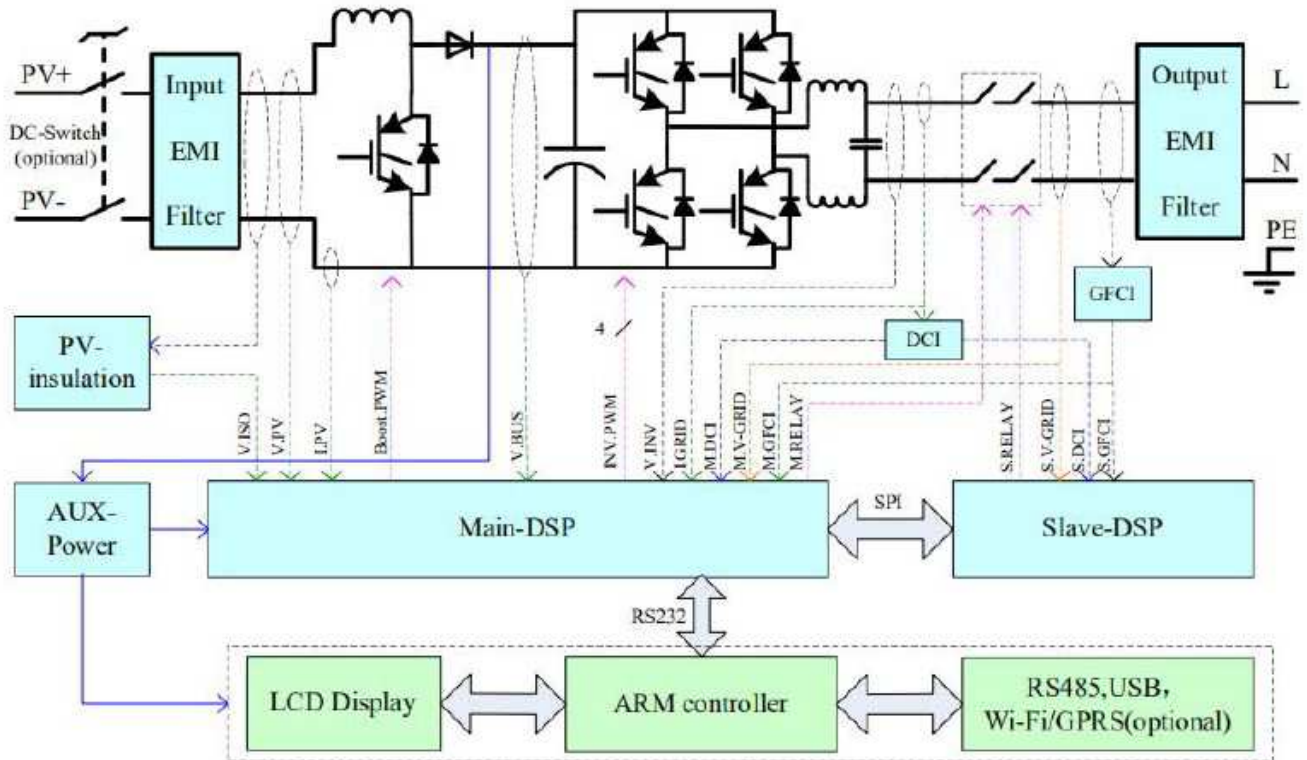 PV+
DC-Switch
(optional)
PV-
Input
EMI
Filter
Output
EMI
Filter
L
N
PE
GFCI
DCI
PV-
insulation
4
V.ISO
V.PV
I.PV
Boost.PWM
V.BUS
INV.PWM
V.INV
I.GRID
M.DCI
M.V-GRID
M.GFCI
M.RELAY
S.RELAY
S.V-GRID
S.DCI
S.GFCI
AUX-
Power
Main-DSP
SPI
Slave-DSP
RS232
LCD Display
ARM controller
RS485,USB,
Wi-Fi/GPRS(optional)